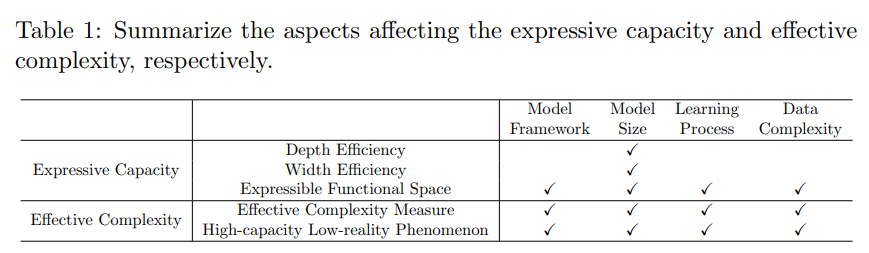 Table 1: Summarize the aspects affecting the expressive capacity and effective
complexity, respectively.
Model Framework Model Size Learning Process Data Complexity
Expressive Capacity
Depth Efficiency ✓
Width Efficiency ✓
Expressible Functional Space ✓ ✓ ✓ ✓
Effective Complexity
Effective Complexity Measure ✓ ✓ ✓ ✓
High-capacity Low-reality Phenomenon ✓ ✓ ✓ ✓